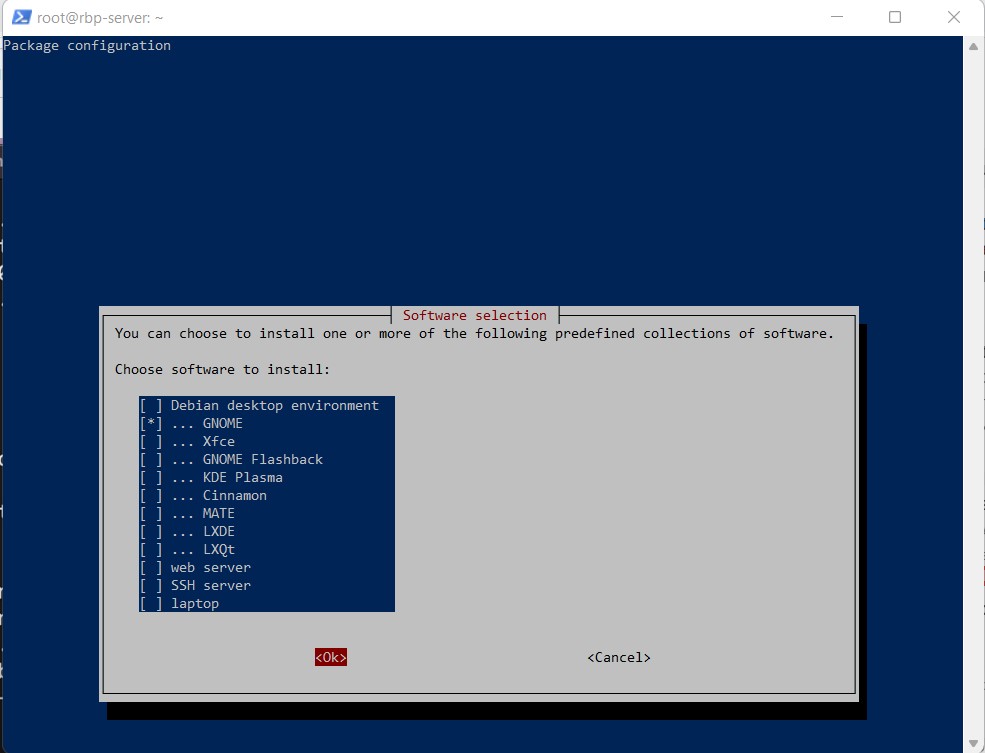 root@rbp-server: ~
Package configuration
Software selection
You can choose to install one or more of the following predefined collections of software.
Choose software to install:
[ ] Debian desktop environment
[*] ... GNOME
[ ] ... Xfce
[ ] ... GNOME Flashback
[ ] ... KDE Plasma
[ ] ... Cinnamon
[ ] ... MATE
[ ] ... LXDE
[ ] ... LXQt
[ ] web server
[ ] SSH server
[ ] laptop
<Ok> <Cancel>